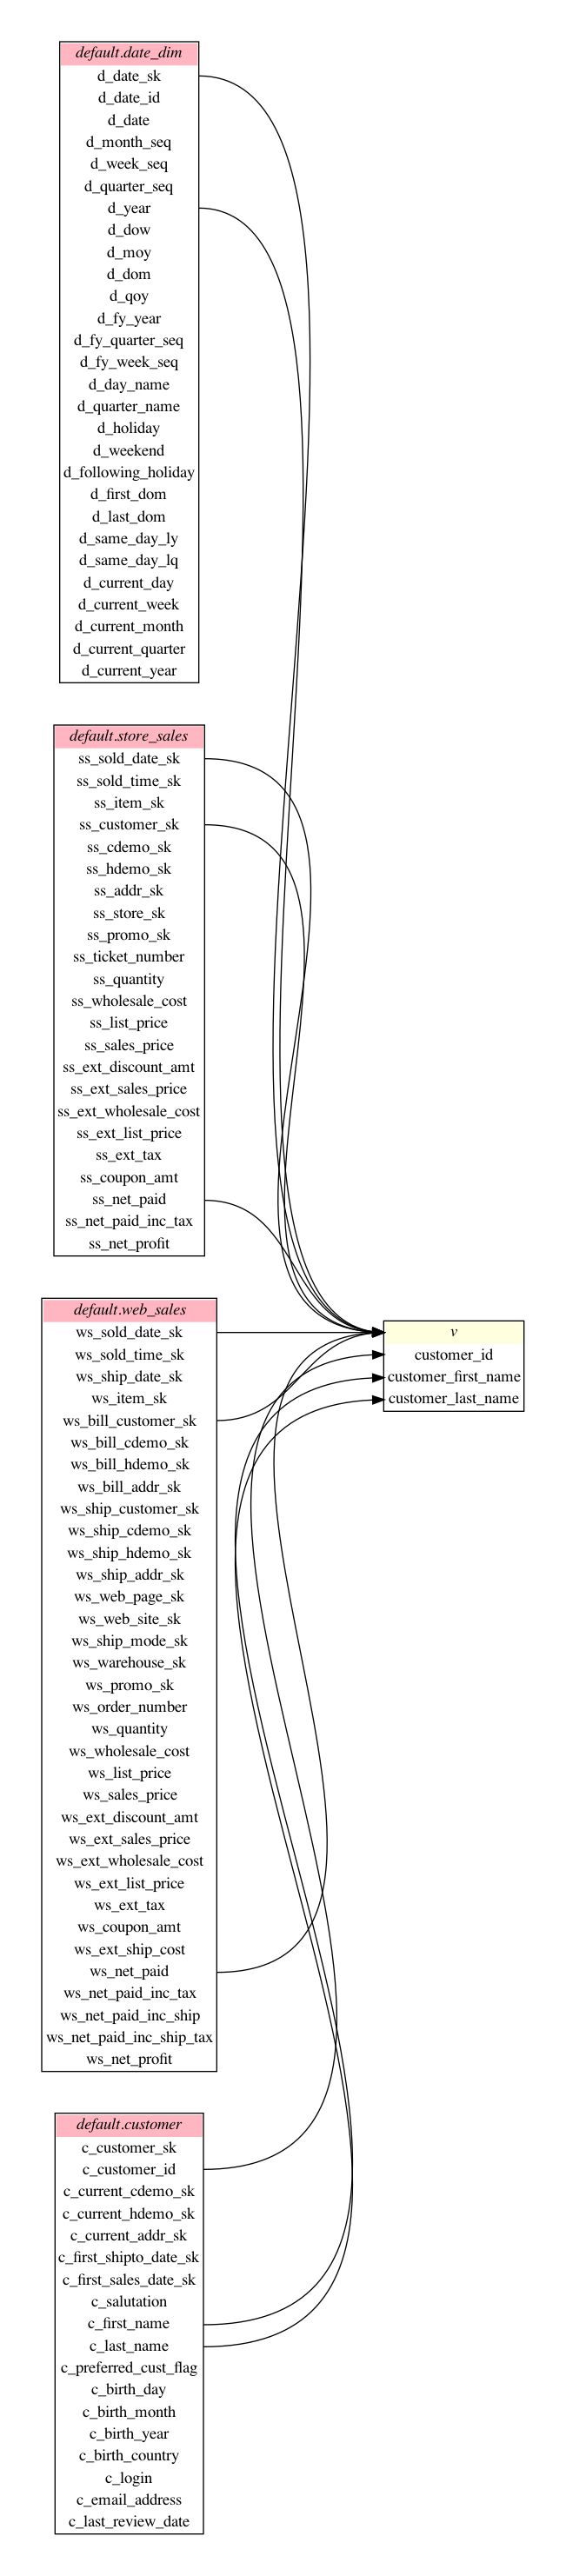 default.date_dim
d_date_sk
d_date_id
d_date
d_month_seq
d_week_seq
d_quarter_seq
d_year
d_dow
d_moy
d_dom
d_qoy
d_fy_year
d_fy_quarter_seq
d_fy_week_seq
d_day_name
d_quarter_name
d_holiday
d_weekend
d_following_holiday
d_first_dom
d_last_dom
d_same_day_ly
d_same_day_lq
d_current_day
d_current_week
d_current_month
d_current_quarter
d_current_year
default.store_sales
ss_sold_date_sk
ss_sold_time_sk
ss_item_sk
ss_customer_sk
ss_cdemo_sk
ss_hdemo_sk
ss_addr_sk
ss_store_sk
ss_promo_sk
ss_ticket_number
ss_quantity
ss_wholesale_cost
ss_list_price
ss_sales_price
ss_ext_discount_amt
ss_ext_sales_price
ss_ext_wholesale_cost
ss_ext_list_price
ss_ext_tax
ss_coupon_amt
ss_net_paid
ss_net_paid_inc_tax
ss_net_profit
default.web_sales
ws_sold_date_sk
ws_sold_time_sk
ws_ship_date_sk
ws_item_sk
ws_bill_customer_sk
ws_bill_cdemo_sk
ws_bill_hdemo_sk
ws_bill_addr_sk
ws_ship_customer_sk
ws_ship_cdemo_sk
ws_ship_hdemo_sk
ws_ship_addr_sk
ws_web_page_sk
ws_web_site_sk
ws_ship_mode_sk
ws_warehouse_sk
ws_promo_sk
ws_order_number
ws_quantity
ws_wholesale_cost
ws_list_price
ws_sales_price
ws_ext_discount_amt
ws_ext_sales_price
ws_ext_wholesale_cost
ws_ext_list_price
ws_ext_tax
ws_coupon_amt
ws_ext_ship_cost
ws_net_paid
ws_net_paid_inc_tax
ws_net_paid_inc_ship
ws_net_paid_inc_ship_tax
ws_net_profit
default.customer
c_customer_sk
c_customer_id
c_current_cdemo_sk
c_current_hdemo_sk
c_current_addr_sk
c_first_shipto_date_sk
c_first_sales_date_sk
c_salutation
c_first_name
c_last_name
c_preferred_cust_flag
c_birth_day
c_birth_month
c_birth_year
c_birth_country
c_login
c_email_address
c_last_review_date
v
customer_id
customer_first_name
customer_last_name